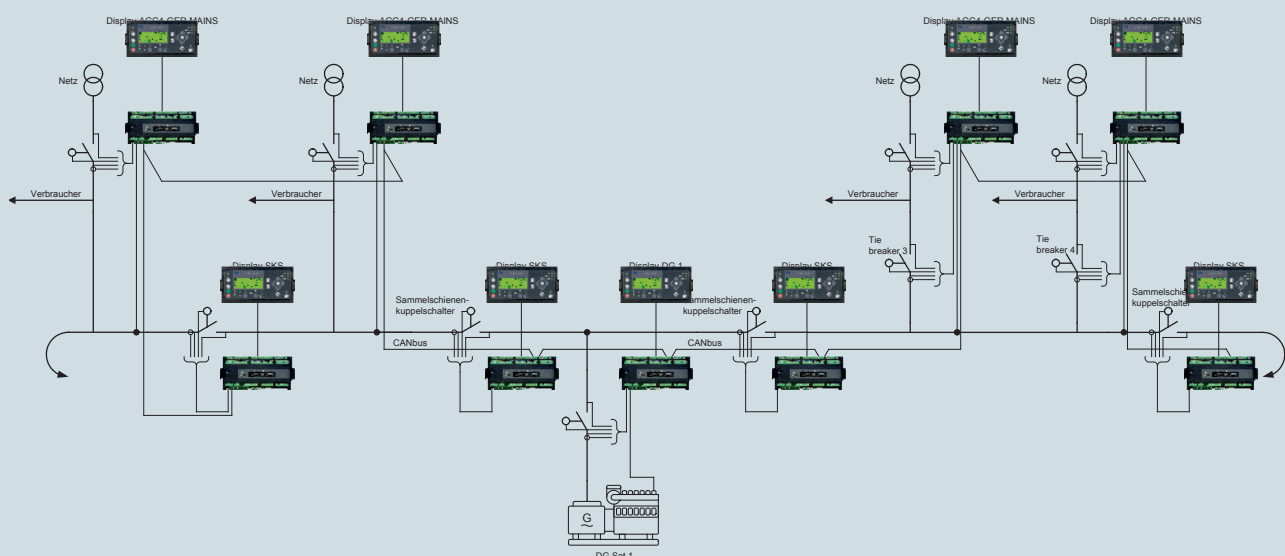 Display AGC4 GER MAINS
Display AGC4 GER MAINS
Display AGC4 GER MAINS
Display AGC4 GER MAINS
Netz
Netz
Netz
Netz
Verbraucher
Verbraucher
Verbraucher
Verbraucher
Tie
breaker 3
Tie
breaker 4
Display SKS
Display SKS
Display DG 1
Display SKS
Display SKS
Sammelschienen-
kuppelschalter
Sammelschienen-
kuppelschalter
Sammelschie
kuppelschalter
CANbus
CANbus
G
DG Set 1